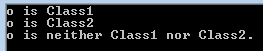 o is Class1
o is Class2
o is neither Class1 nor Class2.